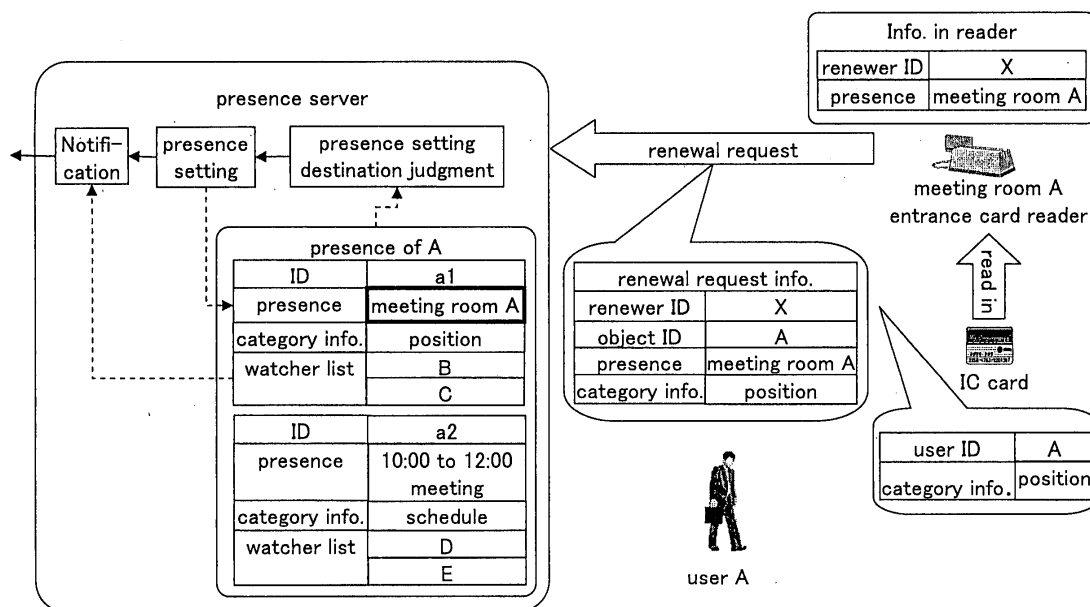 Info. in reader
renewer ID X
presence meeting room A
presence server
Notifi-
cation
presence
setting
presence setting
destination judgment
renewal request
meeting room A
entrance card reader
read in
IC card
presence of A
ID a1
presence meeting room A
category info. position
watcher list B
C
ID a2
presence 10:00 to 12:00
meeting
category info. schedule
watcher list D
E
renewal request info.
renewer ID X
object ID A
presence meeting room A
category info. position
user ID A
category info. position
user A